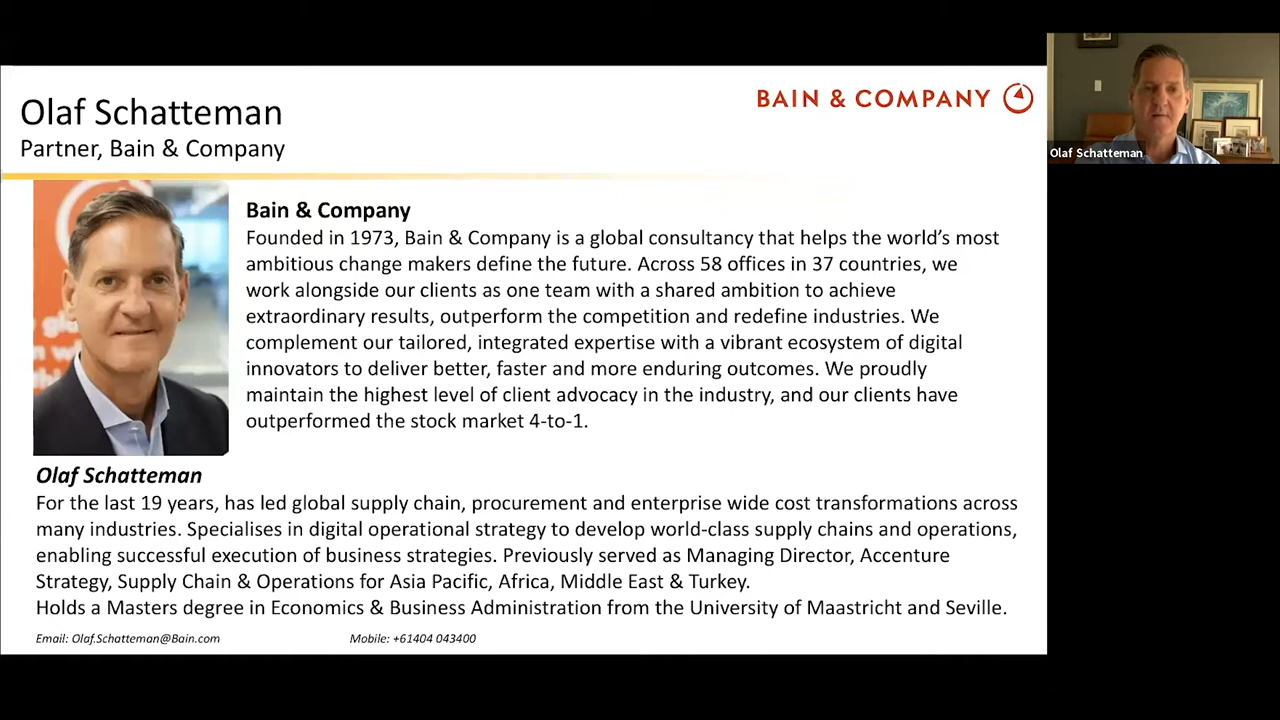 Olaf Schatteman
Partner, Bain & Company
BAIN & COMPANY
Olaf Schatteman
Bain & Company
Founded in 1973, Bain & Company is a global consultancy that helps the world's most
ambitious change makers define the future. Across 58 offices in 37 countries, we
work alongside our clients as one team with a shared ambition to achieve
extraordinary results, outperform the competition and redefine industries. We
complement our tailored, integrated expertise with a vibrant ecosystem of digital
innovators to deliver better, faster and more enduring outcomes. We proudly
maintain the highest level of client advocacy in the industry, and our clients have
outperformed the stock market 4-to-1.
Olaf Schatteman
For the last 19 years, has led global supply chain, procurement and enterprise wide cost transformations across
many industries. Specialises in digital operational strategy to develop world-class supply chains and operations,
enabling successful execution of business strategies. Previously served as Managing Director, Accenture
Strategy, Supply Chain & Operations for Asia Pacific, Africa, Middle East & Turkey.
Holds a Masters degree in Economics & Business Administration from the University of Maastricht and Seville.
Email: Olaf.Schatteman@Bain.com Mobile: +61404 043400